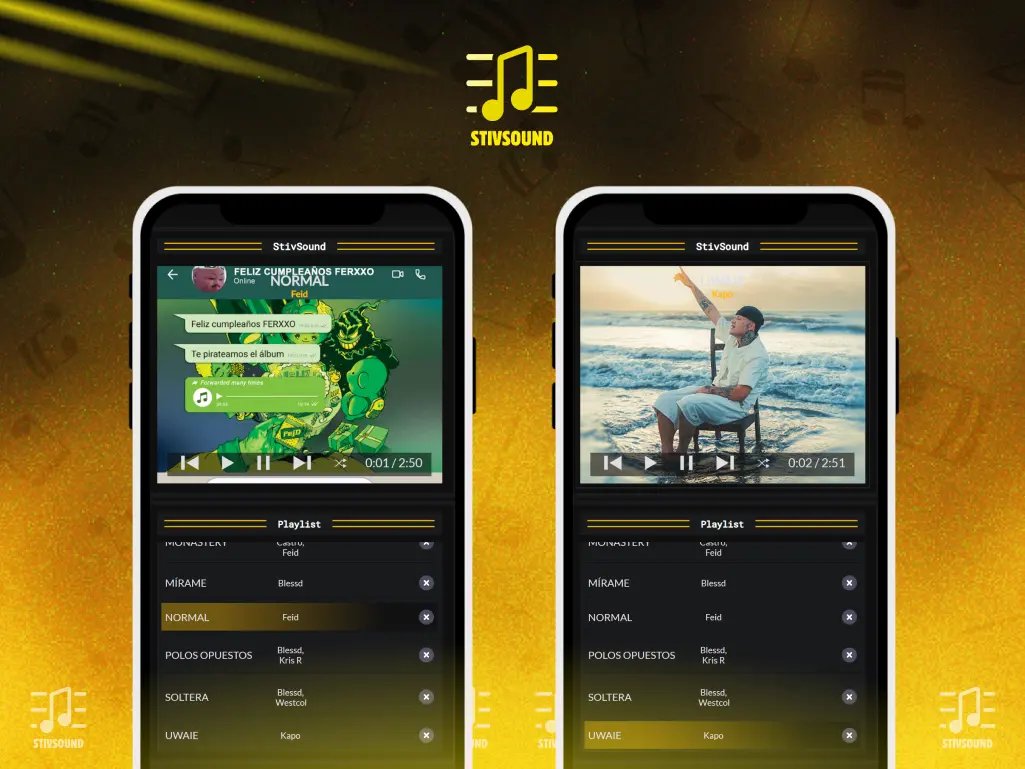 STIVSOUND
StivSound
FELIZ CUMPLEAÑOS FERXXO
Online
NORMAL
Feid
Feliz cumpleaños FERXXO
Te pirateamos el álbum
Forwarded many times
Feid
0:01 / 2:50
Playlist
MONASTERY
Castro,
Feid
MÍRAME
Blessd
NORMAL
Feid
POLOS OPUESTOS
Blessd,
Kris R
SOLTERA
Blessd,
Westcol
UWAIE
Kapo
StivSound
Kapo
0:02 / 2:51
Playlist
MONASTERY
Castro,
Feid
MÍRAME
Blessd
NORMAL
Feid
POLOS OPUESTOS
Blessd,
Kris R
SOLTERA
Blessd,
Westcol
UWAIE
Kapo
STIVSOUND
STIVSOUND